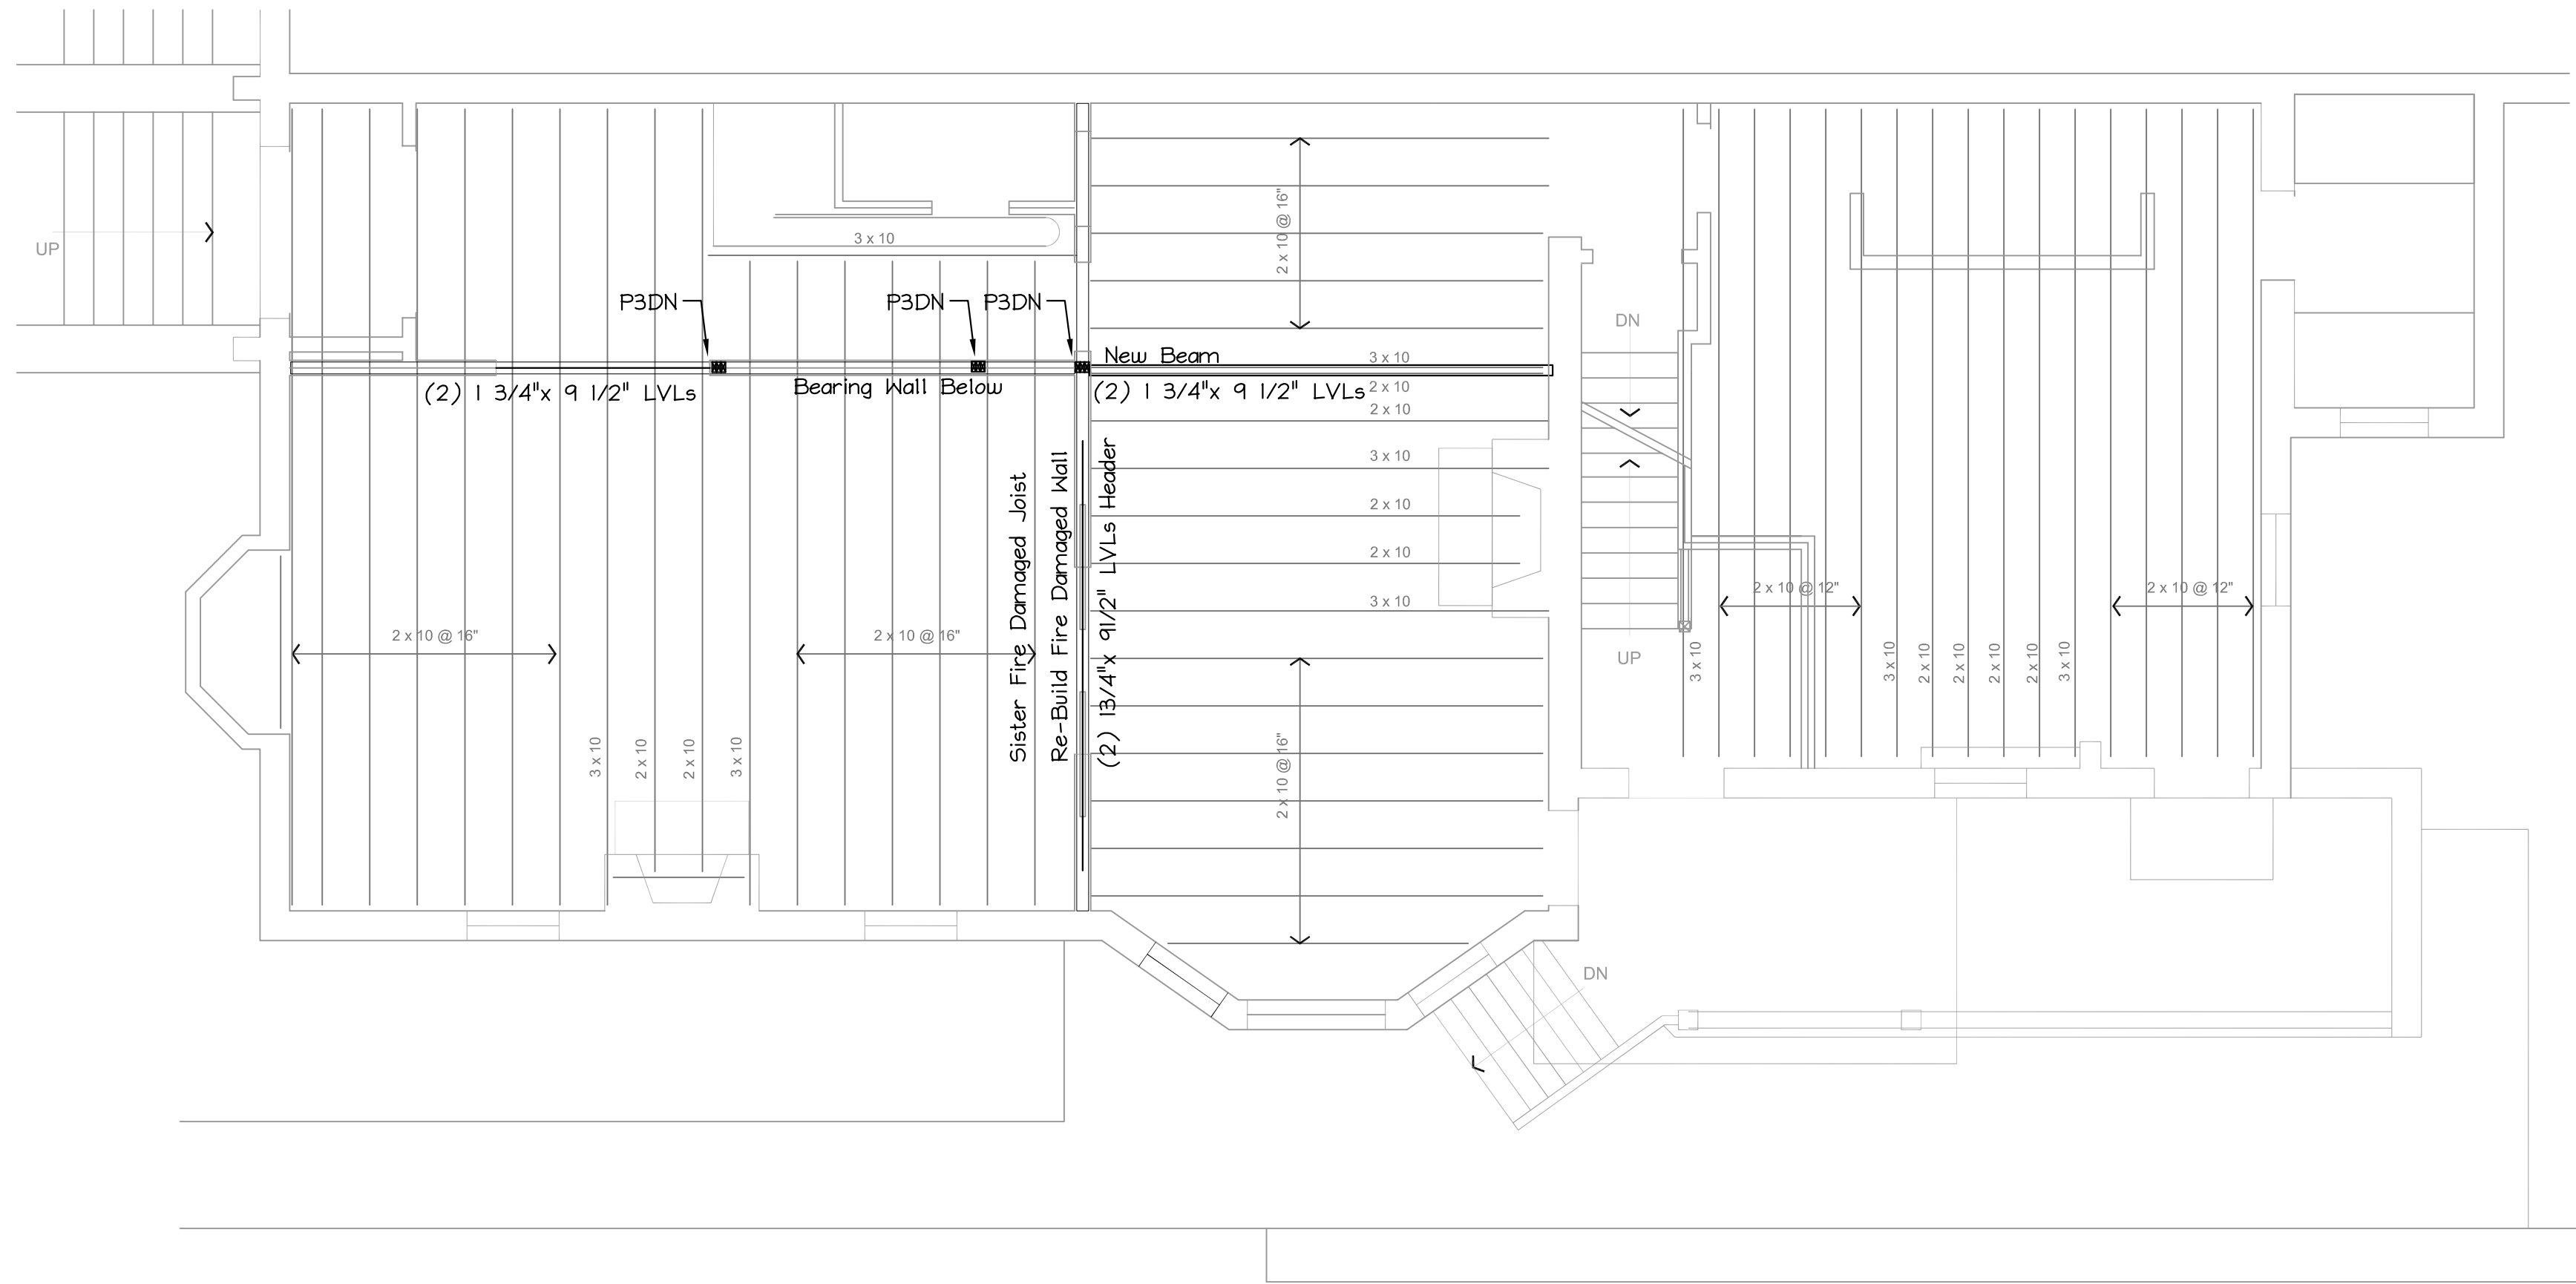 UP
3 x 10
2 x 10 @ 16"
P3DN
P3DN
P3DN
DN
New Beam
3 x 10
(2) 1 3/4"x 9 1/2" LVLs
Bearing Wall Below
(2) 1 3/4"x 9 1/2" LVLs
2 x 10
2 x 10
3 x 10
2 x 10
2 x 10
3 x 10
Sister Fire Damaged Joist
Re-Build Fire Damaged Wall
(2) 13/4"x 91/2" LVLs Header
2 x 10 @ 12"
2 x 10 @ 12"
2 x 10 @ 16"
2 x 10 @ 16"
UP
3 x 10
3 x 10
2 x 10
2 x 10
2 x 10
2 x 10
3 x 10
3 x 10
2 x 10
2 x 10
3 x 10
2 x 10 @ 16"
DN